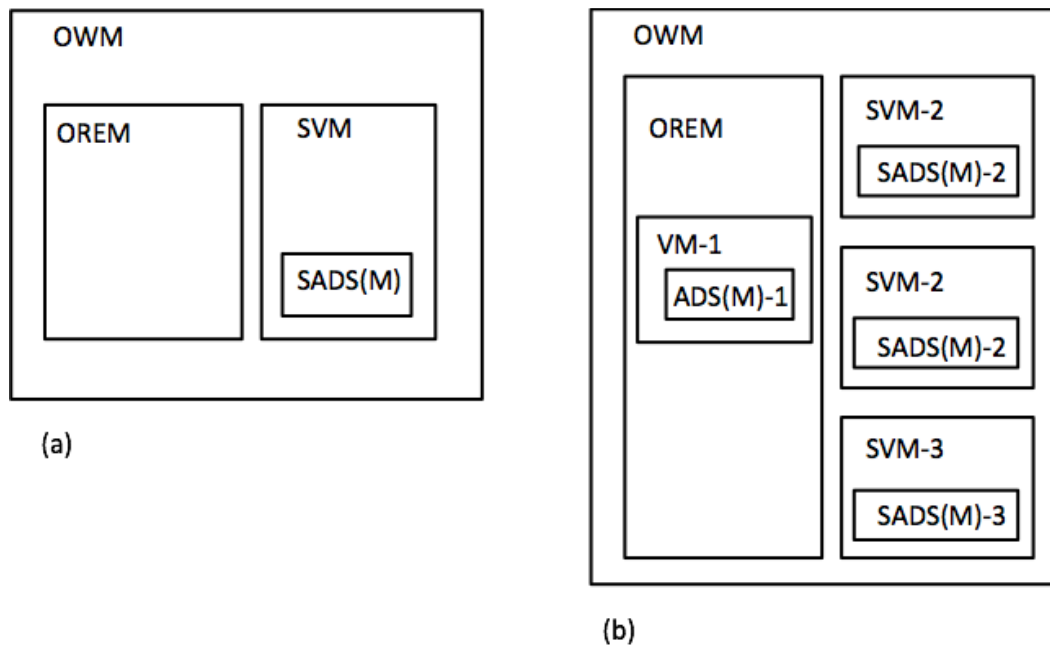 OWM
OREM
SVM
SADS(M)
(a)
OWM
OREM
VM-1
ADS(M)-1
SVM-2
SADS(M)-2
SVM-2
SADS(M)-2
SVM-3
SADS(M)-3
(b)